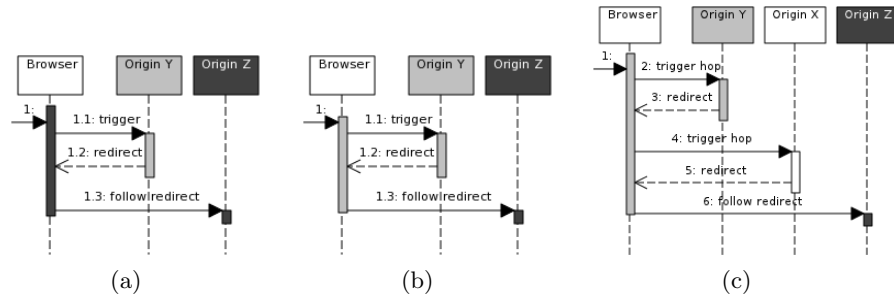 Browser
Origin Y
Origin Z
1:
1.1: trigger
1.2: redirect
1.3: follow redirect
(a)
Browser
Origin Y
Origin Z
1:
1.1: trigger
1.2: redirect
1.3: follow redirect
(b)
Browser
Origin Y
Origin X
Origin Z
1:
2: trigger hop
3: redirect
4: trigger hop
5: redirect
6: follow redirect
(c)